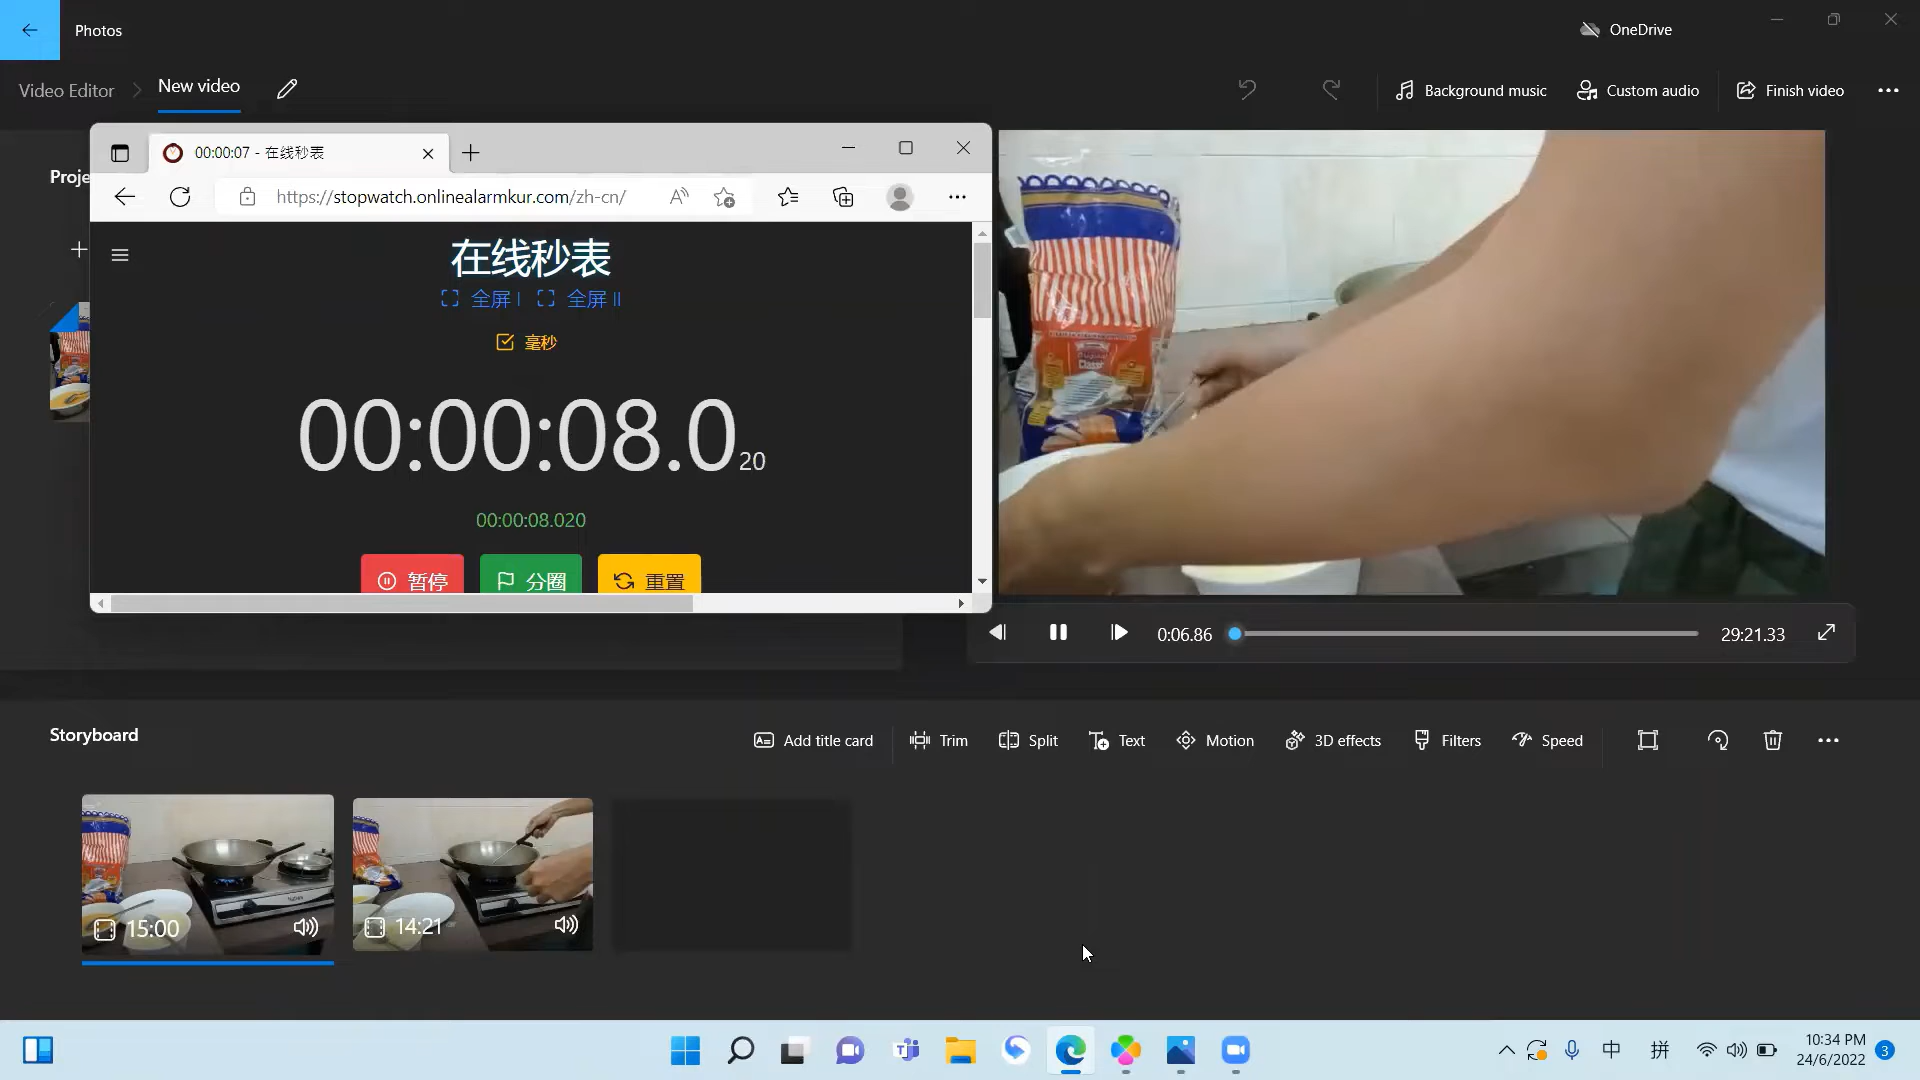 Photos
OneDrive
Video Editor
New video
Background music
Custom audio
Finish video
00:00:07 - 在线秒表
https://stopwatch.onlinealarmkur.com/zh-cn/
Proje
在线秒表
全屏 I
全屏 II
毫秒
00:00:08.020
00:00:08.020
暂停
分圈
重置
0:06.86
29:21.33
Storyboard
Add title card
Trim
Split
Text
Motion
3D effects
Filters
Speed
15:00
14:21
中
拼
10:34 PM
24/6/2022
3